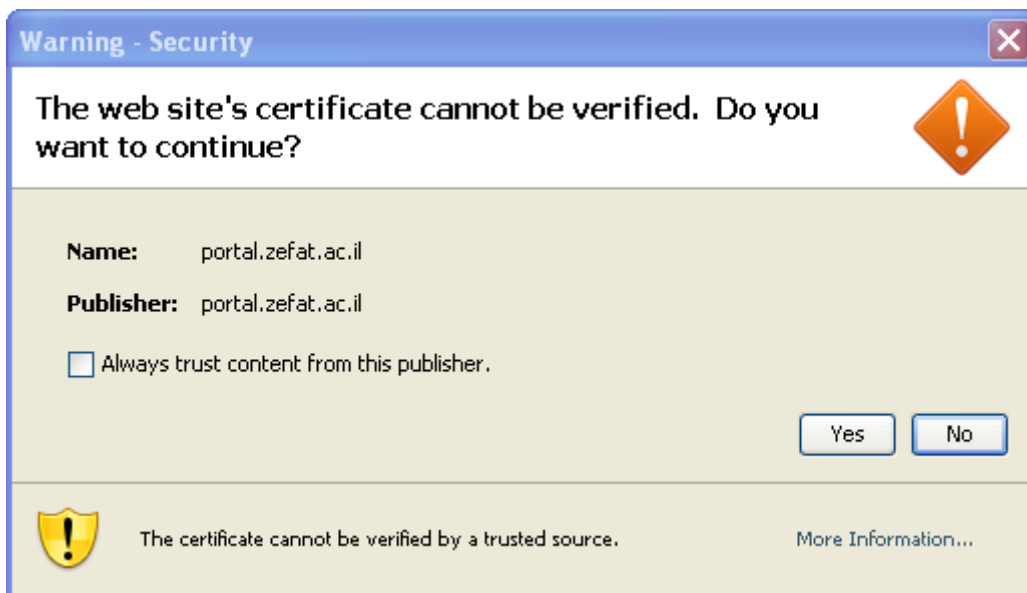 Warning - Security
The web site's certificate cannot be verified. Do you
want to continue?
Name: portal.zefat.ac.il
Publisher: portal.zefat.ac.il
Always trust content from this publisher.
Yes No
The certificate cannot be verified by a trusted source. More Information...